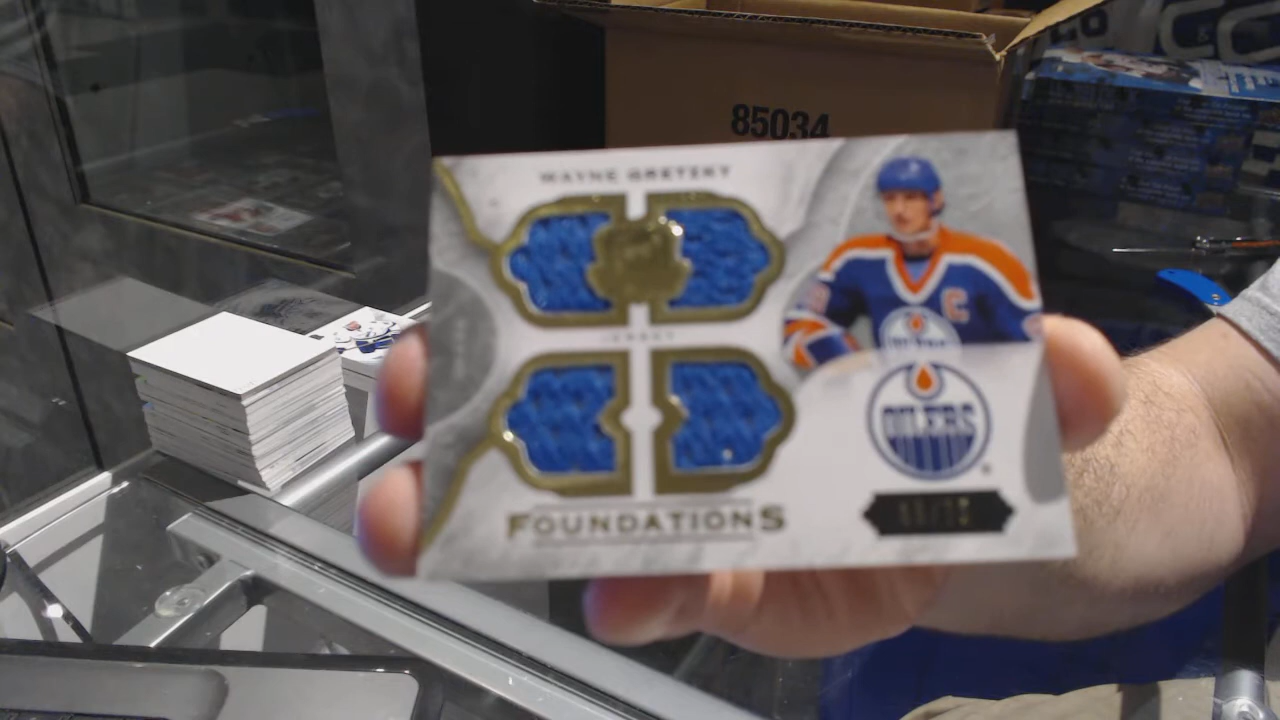 85034
WAYNE GRETZKY
C
JERSEY
OILERS
FOUNDATIONS